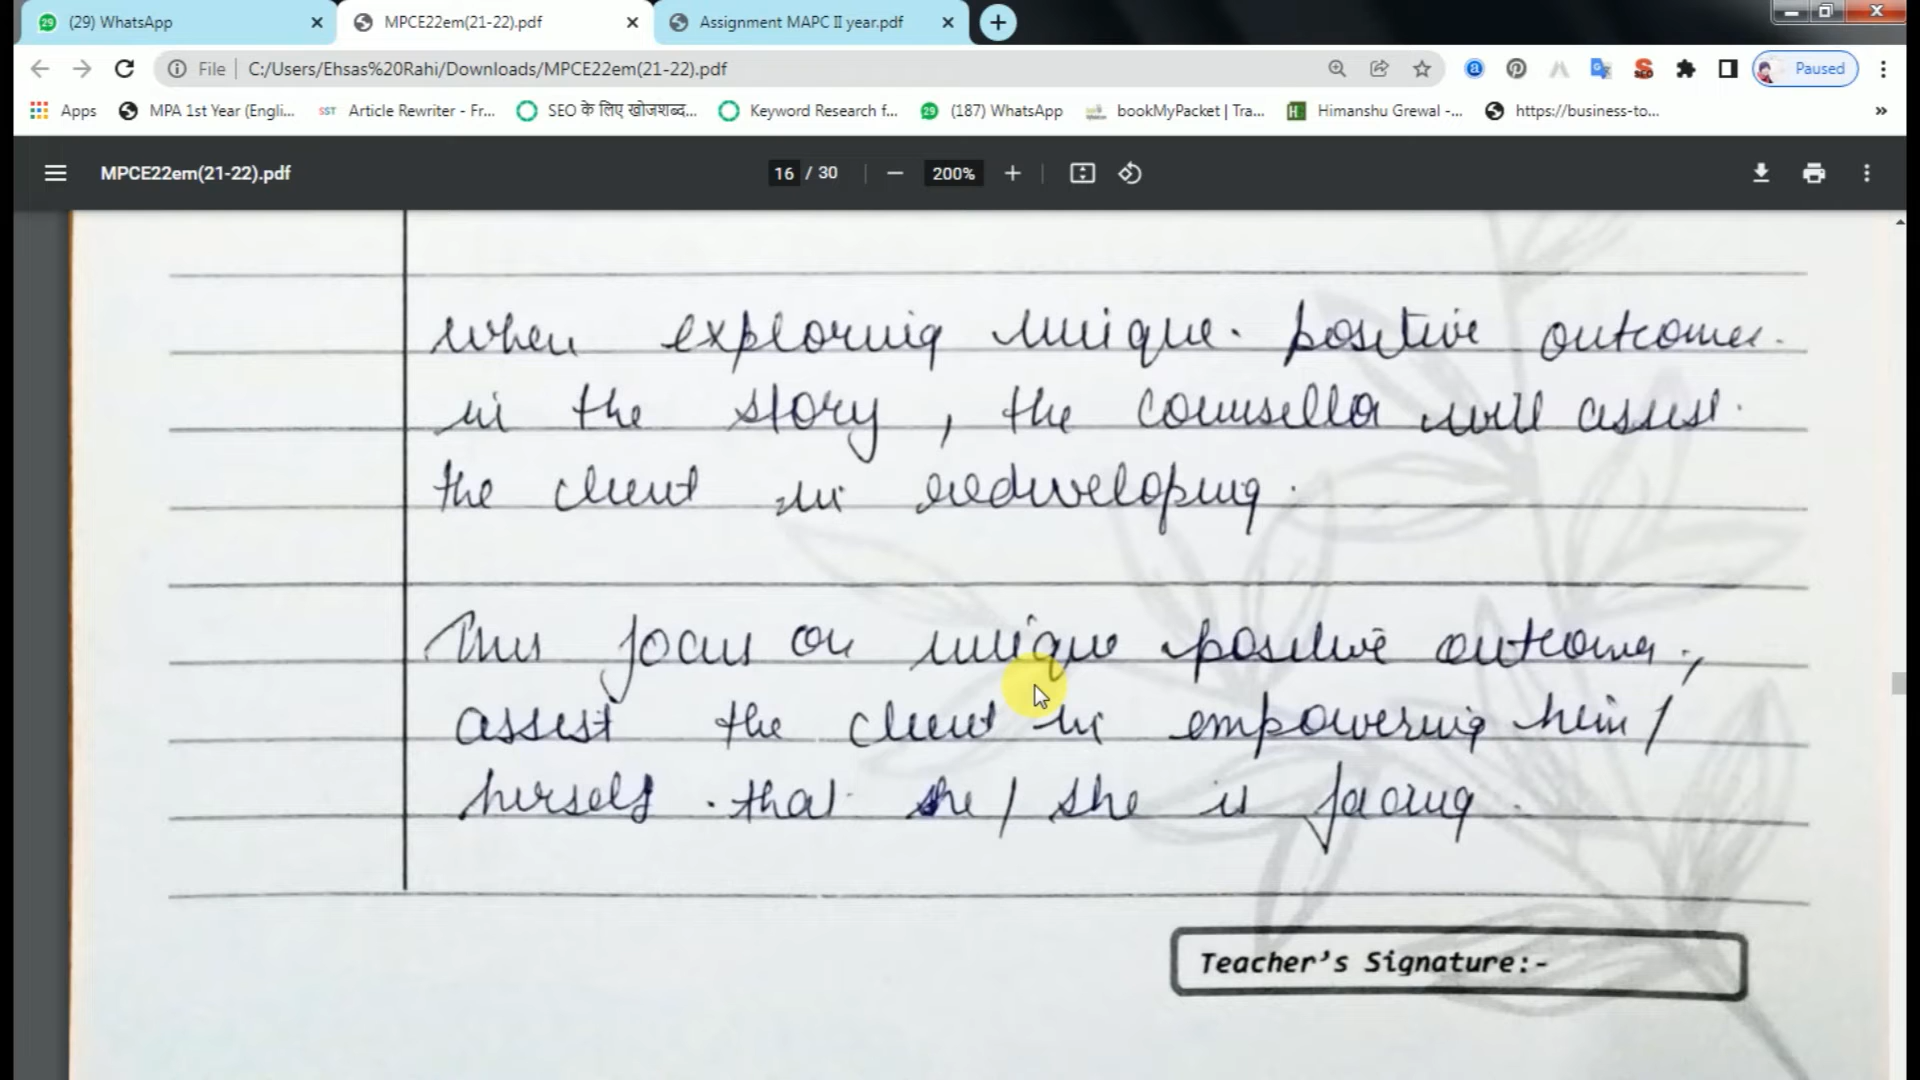 (29) WhatsApp
MPCE22em(21-22).pdf
Assignment MAPC II year.pdf
File C:/Users/Ehsas%20Rahi/Downloads/MPCE22em(21-22).pdf
Paused
Apps
MPA 1st Year (Engli...
Article Rewriter - Fr...
SEO के लिए खोजशब्द...
Keyword Research f...
(187) WhatsApp
bookMyPacket | Tra...
Himanshu Grewal -...
https://business-to...
MPCE22em(21-22).pdf
16 / 30
200%
when exploring unique. positive outcomes.
in the story, the counsellor will assist.
the client in redeveloping.
This focus on unique positive outcomes,
assist the client in empowering him/
herself. that he/she is facing.
Teacher's Signature:-